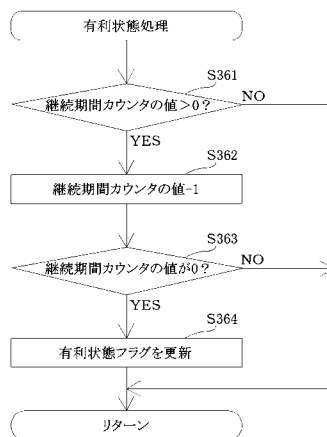 有利状態処理
S361
継続期間カウンタの値>0?
NO
YES
S362
継続期間カウンタの値-1
S363
継続期間カウンタの値が0?
NO
YES
S364
有利状態フラグを更新
リターン